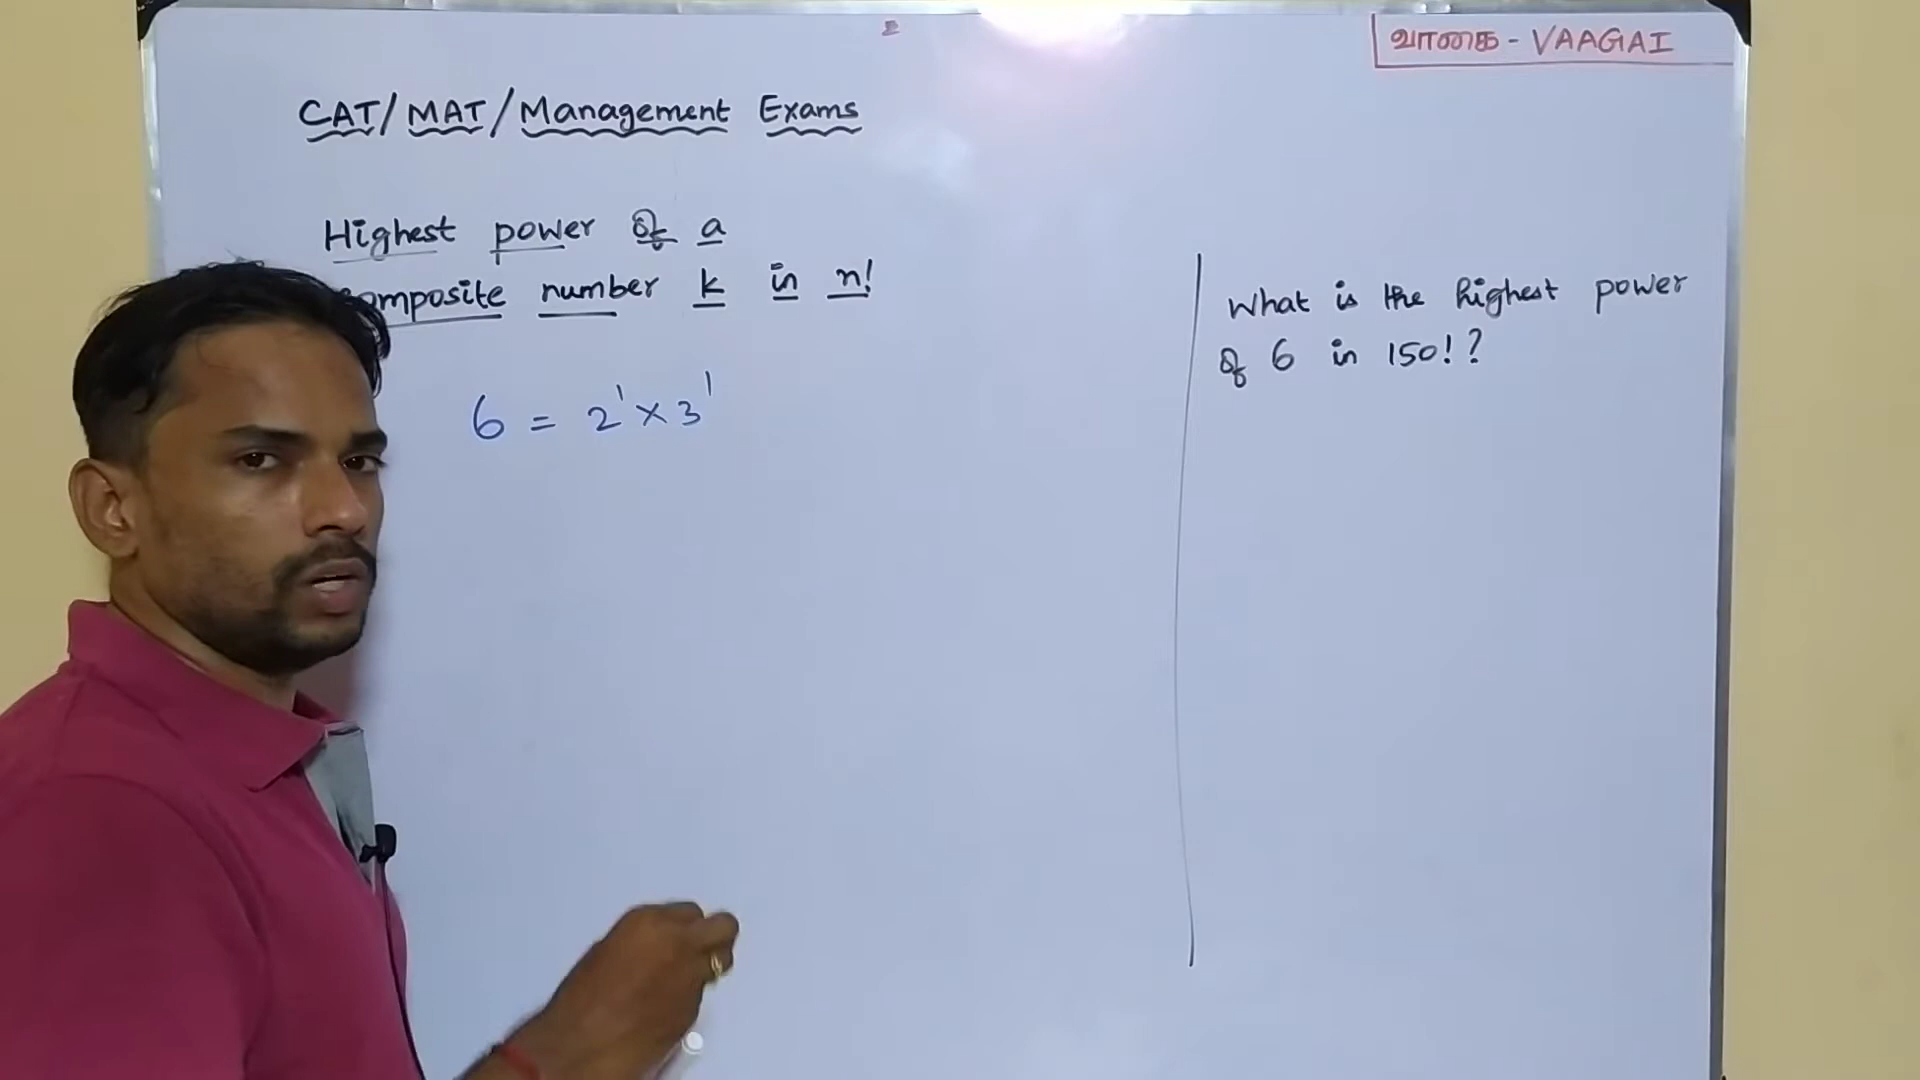 வாகை - VAAGAI
CAT/MAT/Management Exams
Highest power of a
composite number k in n!
6 = 2¹ × 3¹
What is the highest power
of 6 in 150!?